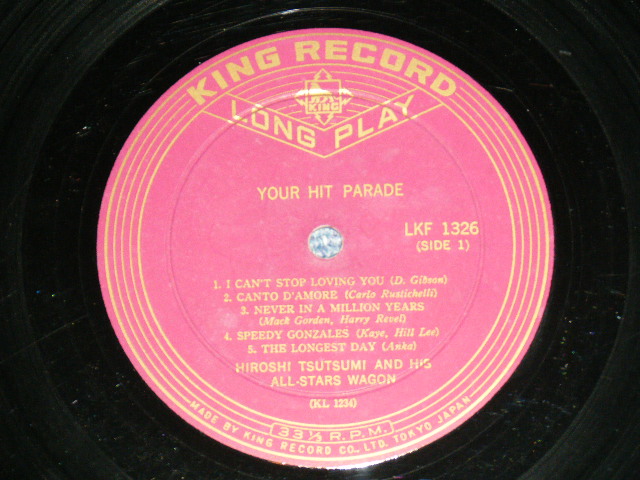 KING RECORD
KING
LONG PLAY
YOUR HIT PARADE
LKF 1326
(SIDE 1)
1. I CAN'T STOP LOVING YOU (D. Gibson)
2. CANTO D'AMORE (Carlo Rustichelli)
3. NEVER IN A MILLION YEARS
(Mack Gorden, Harry Revel)
4. SPEEDY GONZALES (Kaye, Hill Lee)
5. THE LONGEST DAY (Anka)
HIROSHI TSUTSUMI AND HIS
ALL-STARS WAGON
(KL 1234)
33⅓ R.P.M.
MADE BY KING RECORD CO., LTD. TOKYO JAPAN